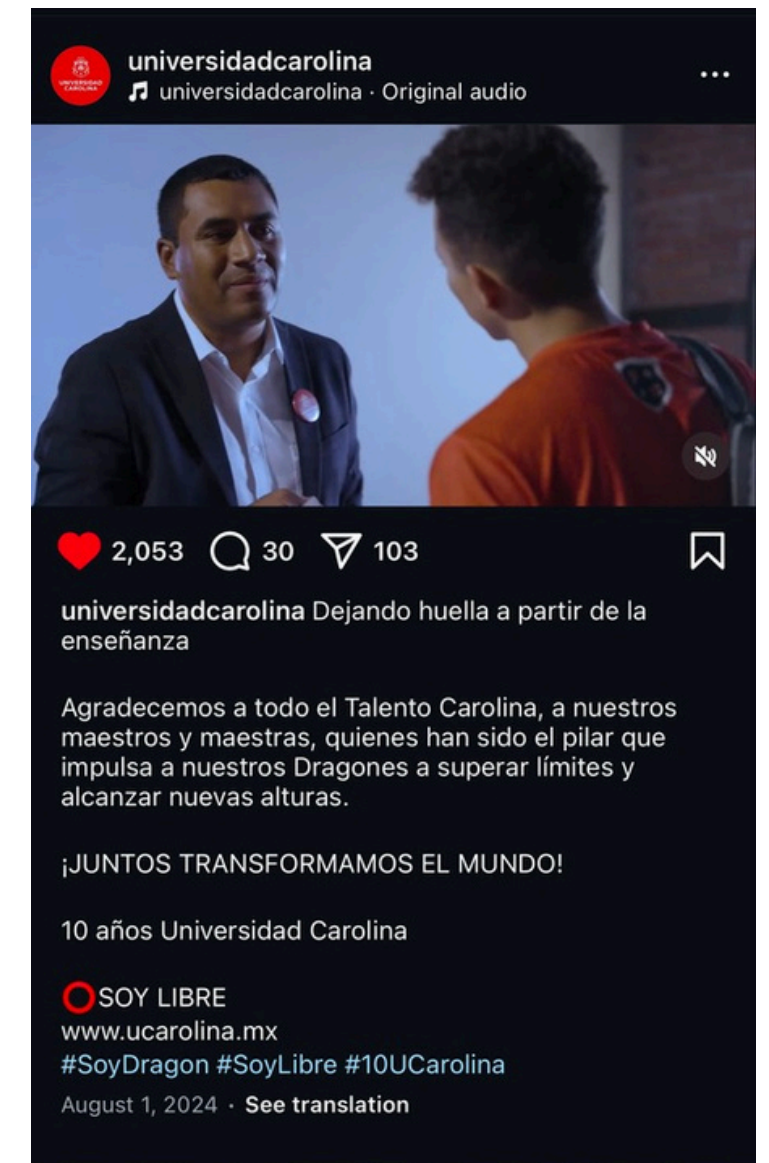 universidadcarolina
universidadcarolina · Original audio
UNIVERSIDAD
CAROLINA
2,053
30
103
universidadcarolina Dejando huella a partir de la
enseñanza
Agradecemos a todo el Talento Carolina, a nuestros
maestros y maestras, quienes han sido el pilar que
impulsa a nuestros Dragones a superar límites y
alcanzar nuevas alturas.
¡JUNTOS TRANSFORMAMOS EL MUNDO!
10 años Universidad Carolina
⭕SOY LIBRE
www.ucarolina.mx
#SoyDragon #SoyLibre #10UCarolina
August 1, 2024 · See translation